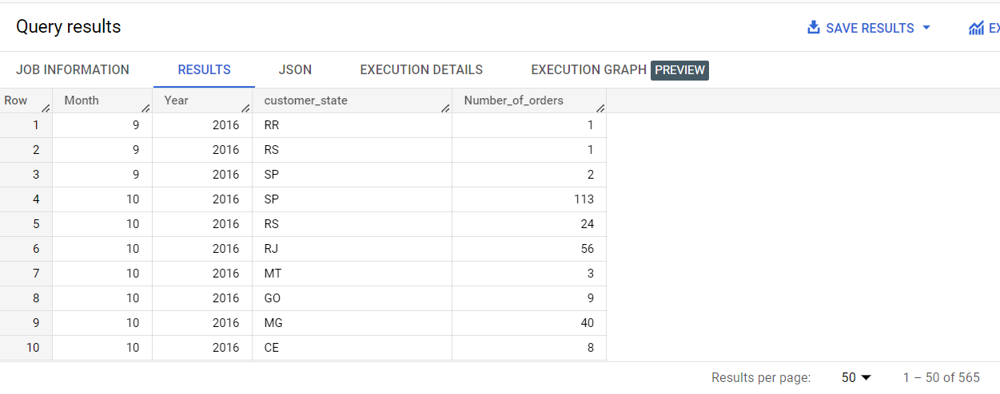 Query results SAVE RESULTS EX
JOB INFORMATION RESULTS JSON EXECUTION DETAILS EXECUTION GRAPH PREVIEW
Row Month Year customer_state Number_of_orders
1 9 2016 RR 1
2 9 2016 RS 1
3 9 2016 SP 2
4 10 2016 SP 113
5 10 2016 RS 24
6 10 2016 RJ 56
7 10 2016 MT 3
8 10 2016 GO 9
9 10 2016 MG 40
10 10 2016 CE 8
Results per page: 50 1 – 50 of 565